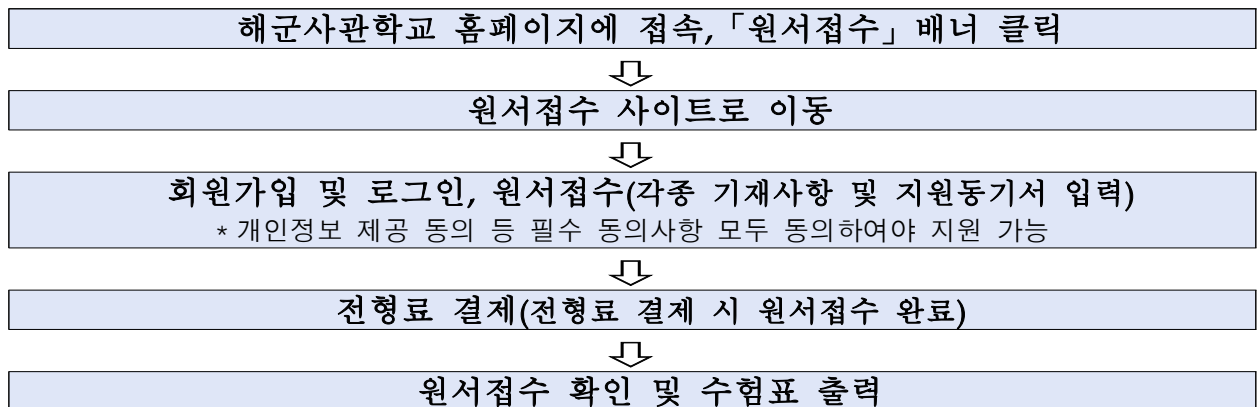 해군사관학교 홈페이지에 접속,「원서접수」배너 클릭
원서접수 사이트로 이동
회원가입 및 로그인, 원서접수(각종 기재사항 및 지원동기서 입력)
* 개인정보 제공 동의 등 필수 동의사항 모두 동의하여야 지원 가능
전형료 결제(전형료 결제 시 원서접수 완료)
원서접수 확인 및 수험표 출력